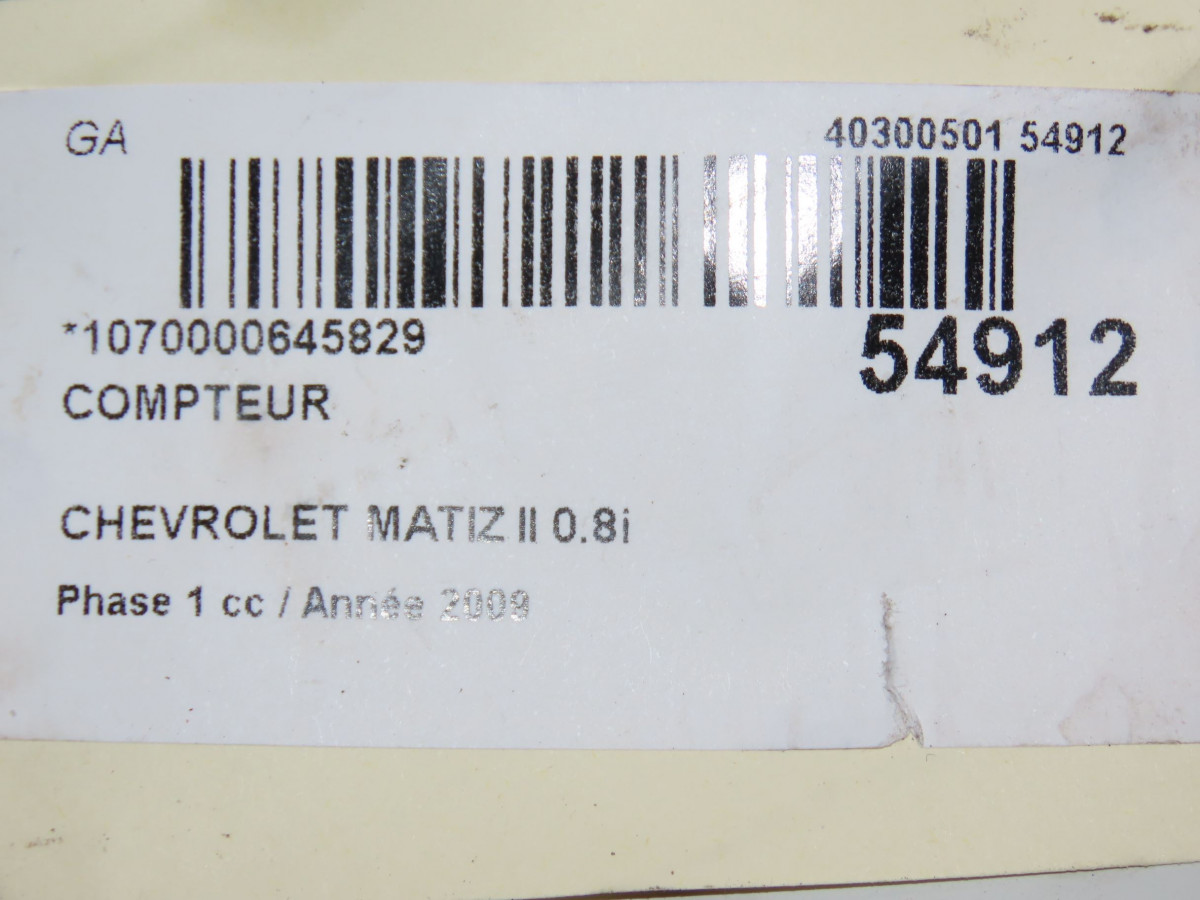 GA
40300501 54912
*1070000645829
54912
COMPTEUR
CHEVROLET MATIZ II 0.8i
Phase 1 cc / Année 2009